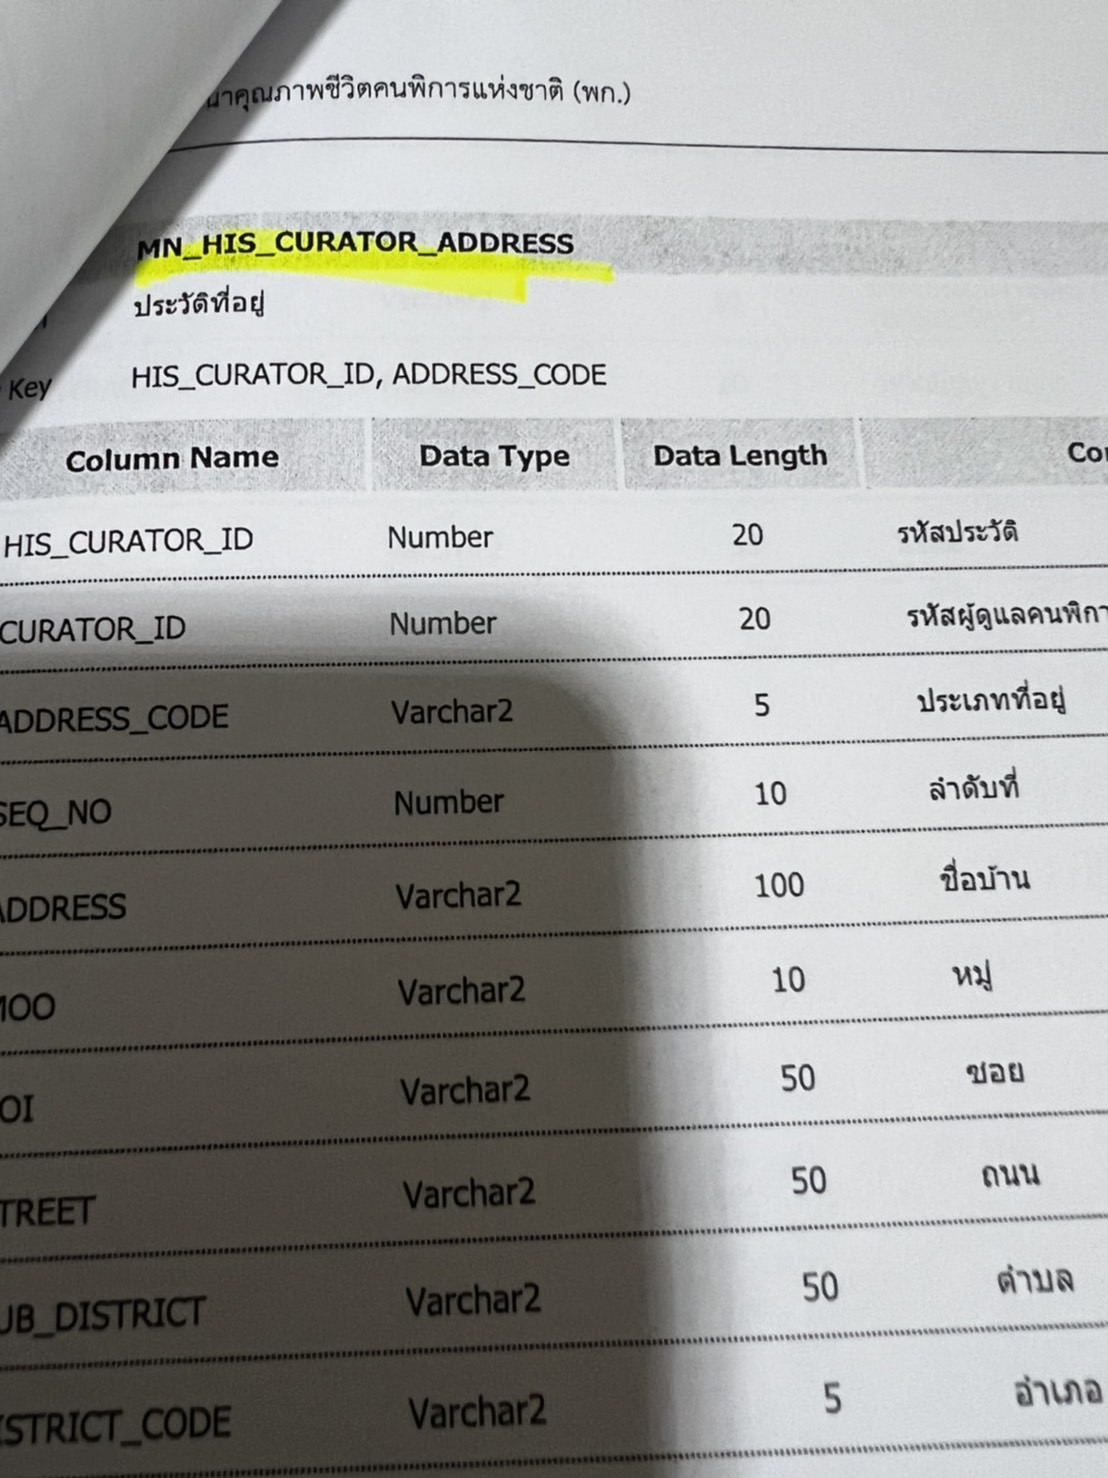 คุณภาพชีวิตคนพิการแห่งชาติ (พก.)
MN_HIS_CURATOR_ADDRESS
ประวัติที่อยู่
Key HIS_CURATOR_ID, ADDRESS_CODE
Column Name Data Type Data Length
HIS_CURATOR_ID Number 20 รหัสประวัติ
CURATOR_ID Number 20 รหัสผู้ดูแลคนพิกา
ADDRESS_CODE Varchar2 5 ประเภทที่อยู่
SEQ_NO Number 10 ลำดับที่
ADDRESS Varchar2 100 ชื่อบ้าน
OO Varchar2 10 หมู่
OI Varchar2 50 ซอย
TREET Varchar2 50 ถนน
UB_DISTRICT Varchar2 50 ตำบล
ISTRICT_CODE Varchar2 5 อำเภอ